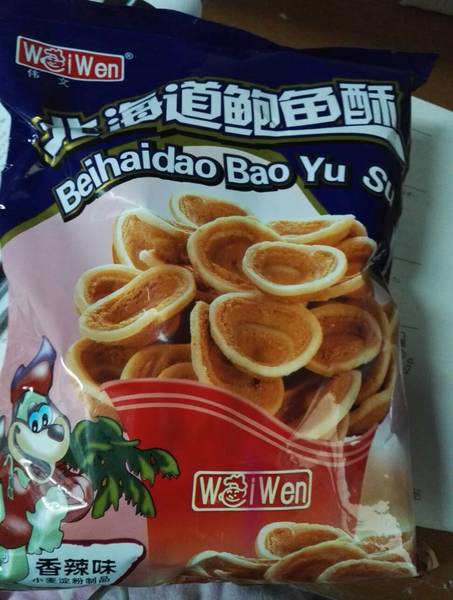 WeiWen®
伟文
北海道鲍鱼酥
Beihaidao Bao Yu Su
WeiWen
香辣味
小麦淀粉制品